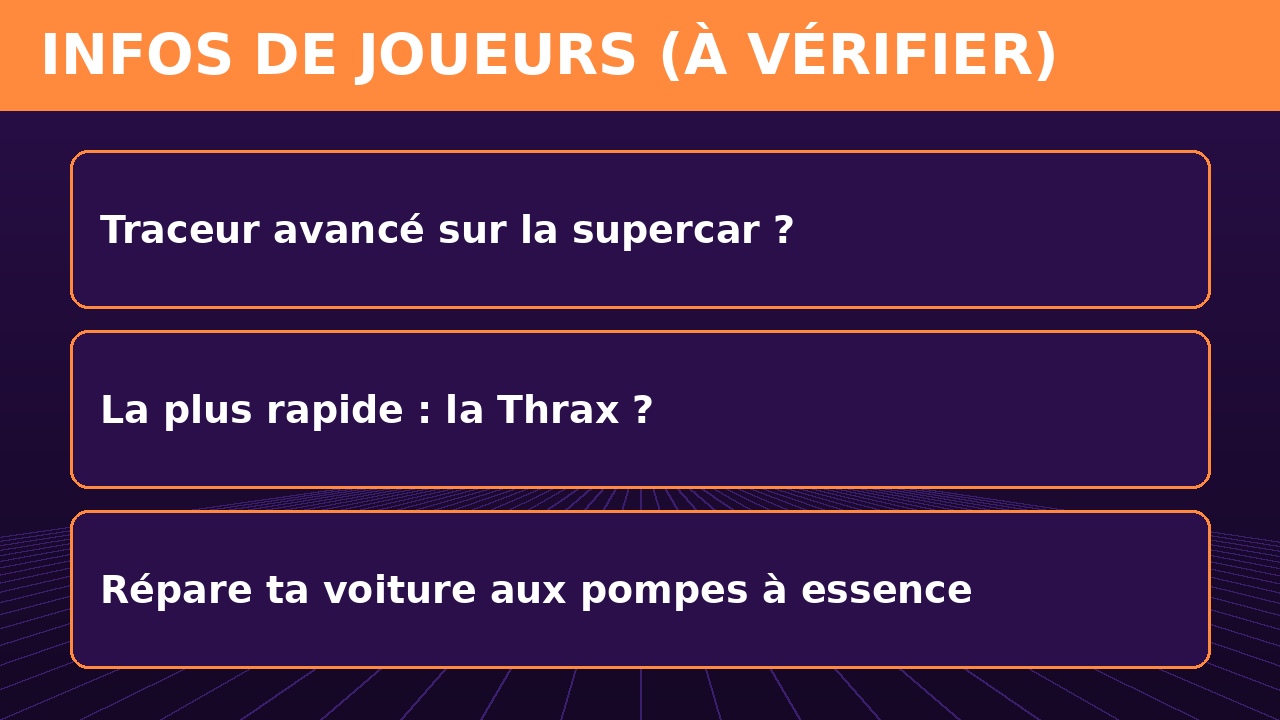 INFOS DE JOUEURS (À VÉRIFIER)
Traceur avancé sur la supercar ?
La plus rapide : la Thrax ?
Répare ta voiture aux pompes à essence